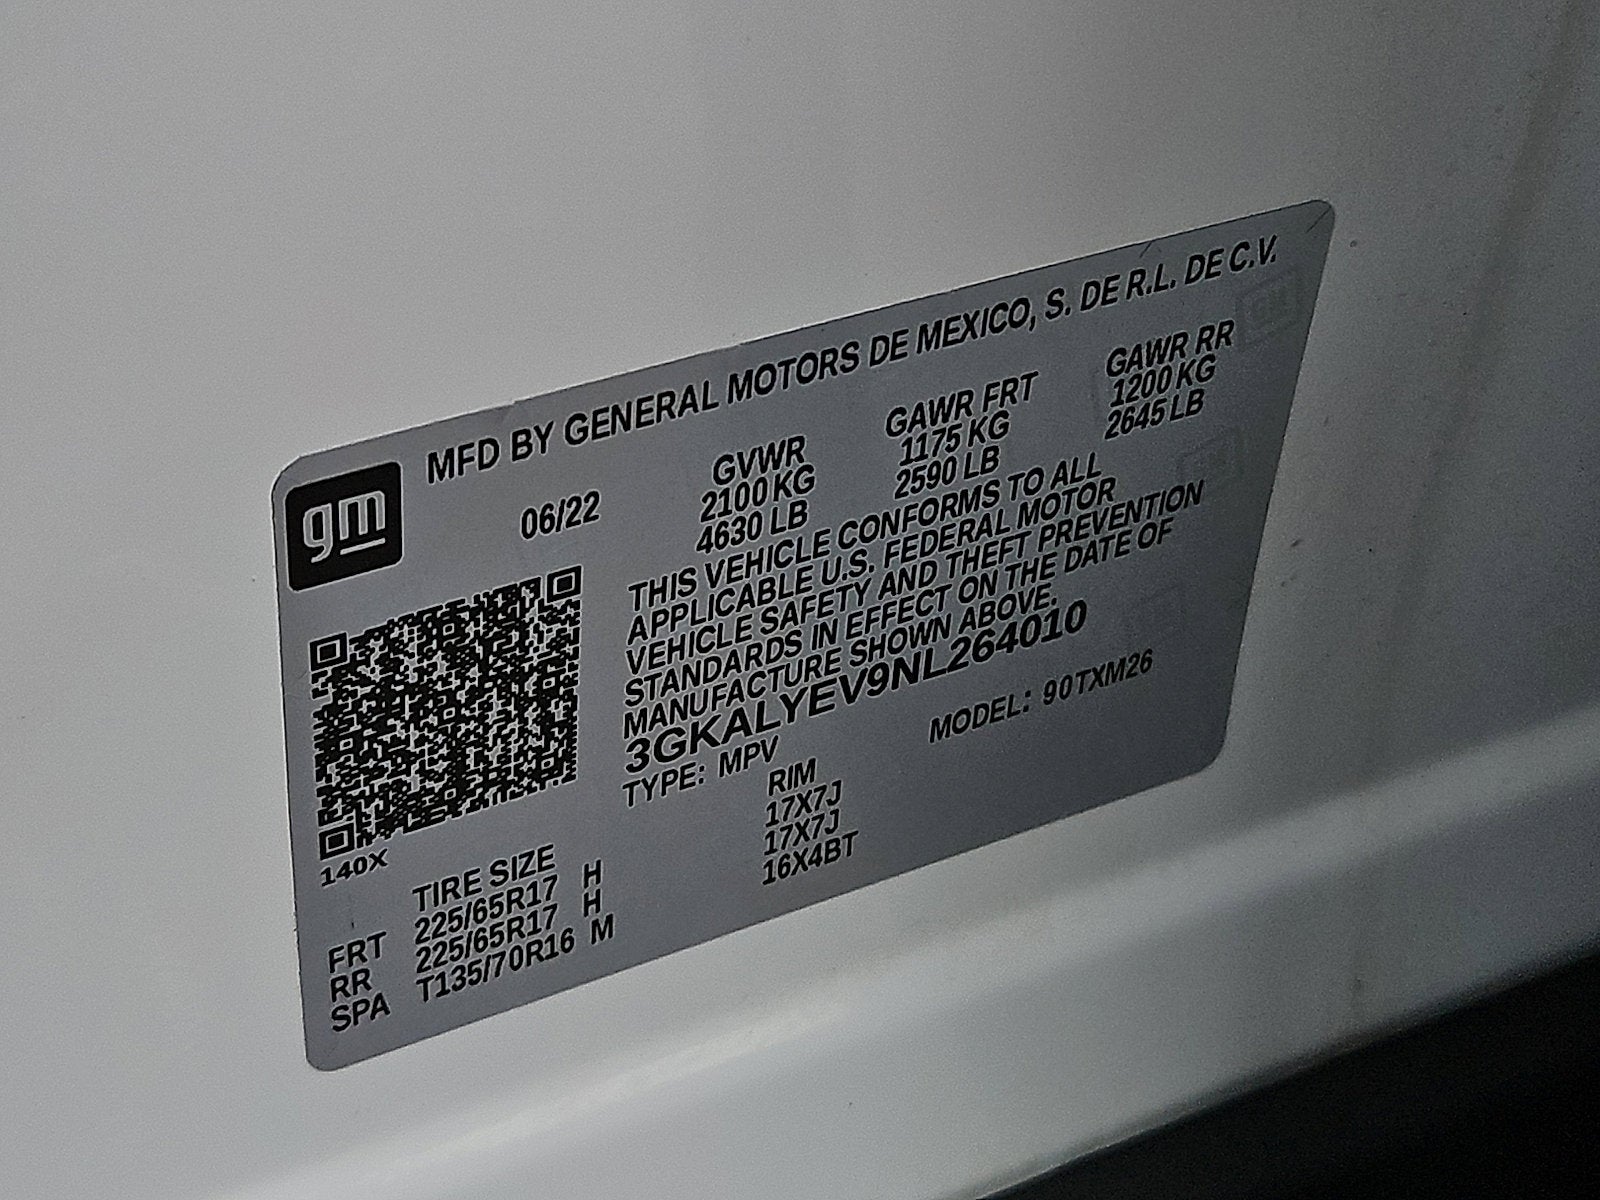 MFD BY GENERAL MOTORS DE MEXICO, S. DE R.L. DE C.V.
gm
06/22
GVWR
2100 KG
4630 LB
GAWR FRT
1175 KG
2590 LB
GAWR RR
1200 KG
2645 LB
THIS VEHICLE CONFORMS TO ALL
APPLICABLE U.S. FEDERAL MOTOR
VEHICLE SAFETY AND THEFT PREVENTION
STANDARDS IN EFFECT ON THE DATE OF
MANUFACTURE SHOWN ABOVE.
3GKALYEV9NL264010
TYPE: MPV
MODEL: 90TXM26
140X
TIRE SIZE RIM
FRT 225/65R17 H 17X7J
RR 225/65R17 H 17X7J
SPA T135/70R16 M 16X4BT